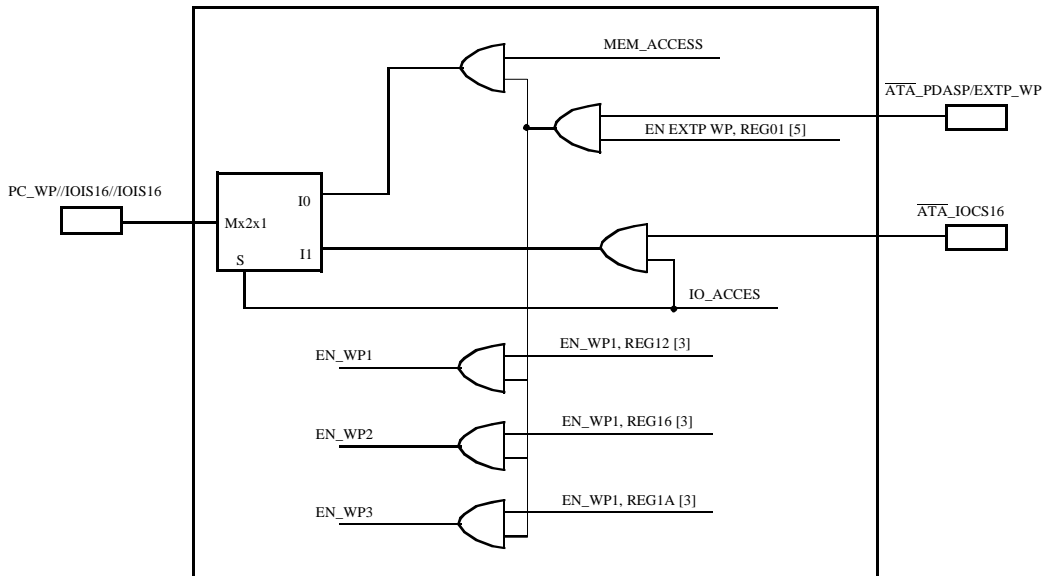 MEM_ACCESS
ATA_PDASP/EXTP_WP
EN EXTP WP, REG01 [5]
PC_WP//IOIS16//IOIS16
I0
Mx2x1
ATA_IOCS16
I1
S
IO_ACCES
EN_WP1
EN_WP1, REG12 [3]
EN_WP2
EN_WP1, REG16 [3]
EN_WP3
EN_WP1, REG1A [3]